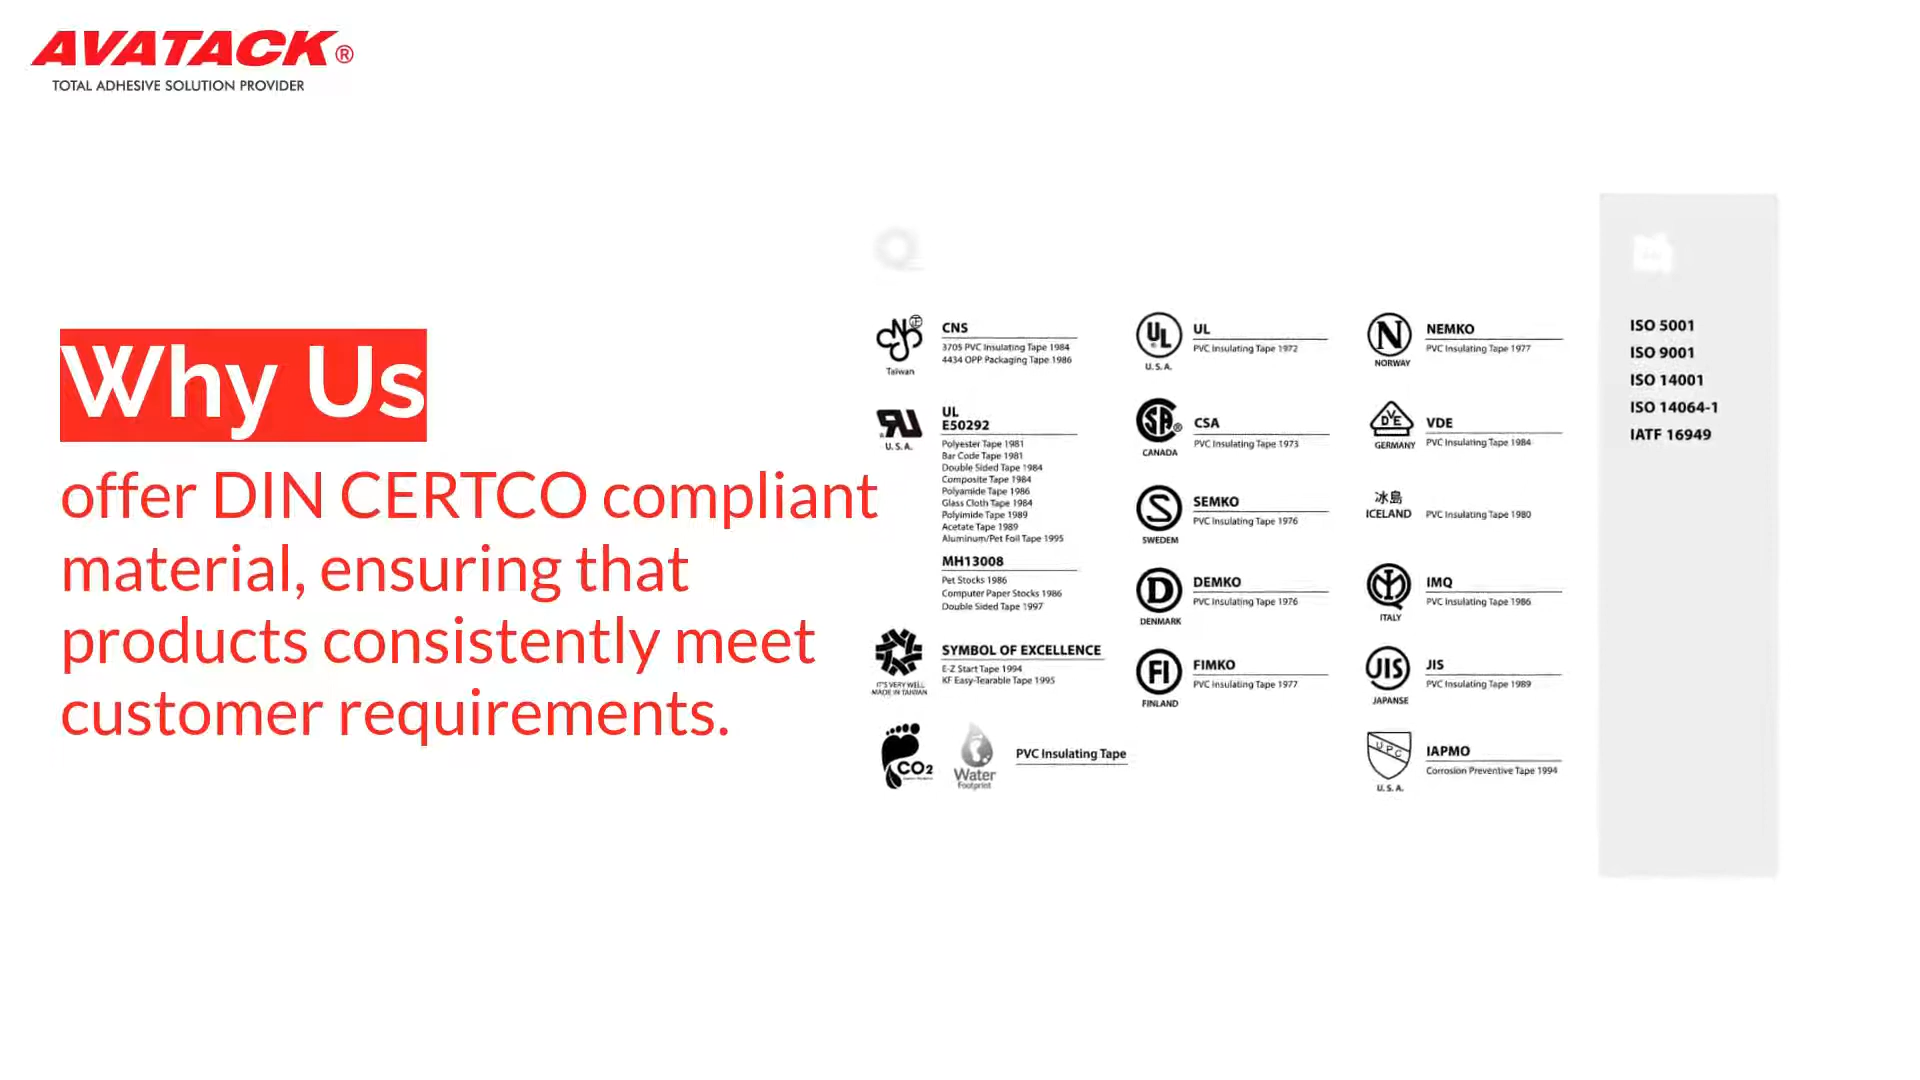 AVATACK®
TOTAL ADHESIVE SOLUTION PROVIDER
Why Us
offer DIN CERTCO compliant
material, ensuring that
products consistently meet
customer requirements.
CNS
3705 PVC Insulating Tape 1984
4434 OPP Packaging Tape 1986
Taiwan
UL
E50292
U.S.A.
Polyester Tape 1981
Bar Code Tape 1981
Double Sided Tape 1984
Composite Tape 1984
Polyamide Tape 1986
Glass Cloth Tape 1984
Polyimide Tape 1989
Acetate Tape 1989
Aluminum/Pet Foil Tape 1995
MH13008
Pet Stocks 1986
Computer Paper Stocks 1986
Double Sided Tape 1997
SYMBOL OF EXCELLENCE
E-Z Start Tape 1994
KF Easy-Tearable Tape 1995
IT'S VERY WELL
MADE IN TAIWAN
CO2
Water
Footprint
PVC Insulating Tape
UL
UL
PVC Insulating Tape 1972
U.S.A.
CSA
PVC Insulating Tape 1973
CANADA
S
SEMKO
PVC Insulating Tape 1976
SWEDEM
D
DEMKO
PVC Insulating Tape 1976
DENMARK
FI
FIMKO
PVC Insulating Tape 1977
FINLAND
N
NEMKO
PVC Insulating Tape 1977
NORWAY
VDE
VDE
PVC Insulating Tape 1984
GERMANY
冰島
ICELAND
PVC Insulating Tape 1980
IMQ
PVC Insulating Tape 1986
ITALY
JIS
JIS
PVC Insulating Tape 1989
JAPANSE
UPC
IAPMO
Corrosion Preventive Tape 1994
U.S.A.
ISO 5001
ISO 9001
ISO 14001
ISO 14064-1
IATF 16949